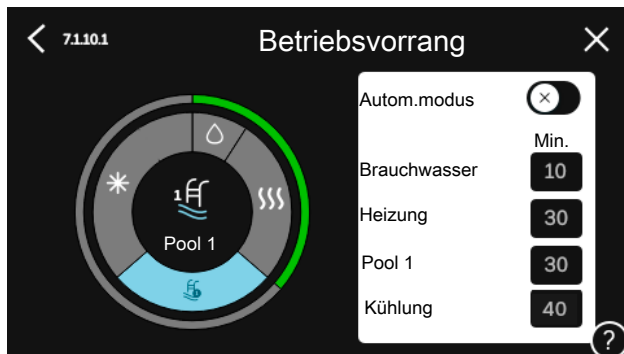 7.1.10.1 Betriebsvorrang
Autom.modus
Min.
Brauchwasser 10
Heizung 30
Pool 1 30
Kühlung 40
1
Pool 1
1
?